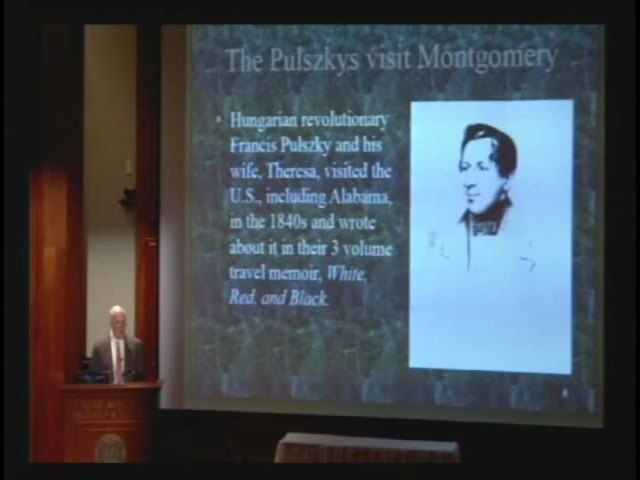 The Pulszkys visit Montgomery
Hungarian revolutionary
Francis Pulszky and his
wife, Theresa, visited the
U.S., including Alabama,
in the 1840s and wrote
about it in their 3 volume
travel memoir, White,
Red, and Black.